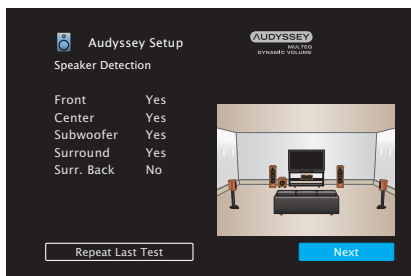 Audyssey Setup
AUDYSSEY
MULTEQ
DYNAMIC VOLUME
Speaker Detection
Front Yes
Center Yes
Subwoofer Yes
Surround Yes
Surr. Back No
Repeat Last Test
Next